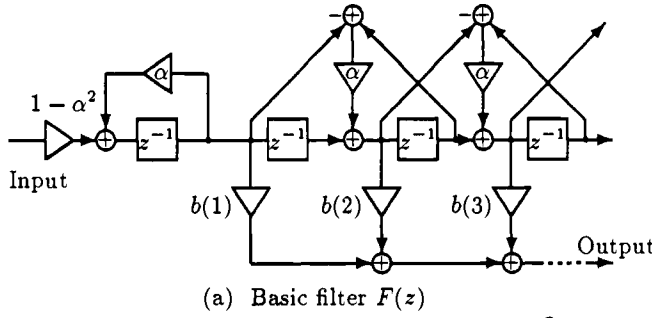 − −
α α α
1 − α²
z⁻¹ z⁻¹ z⁻¹ z⁻¹
Input
b(1) b(2) b(3)
Output
(a) Basic filter F(z)